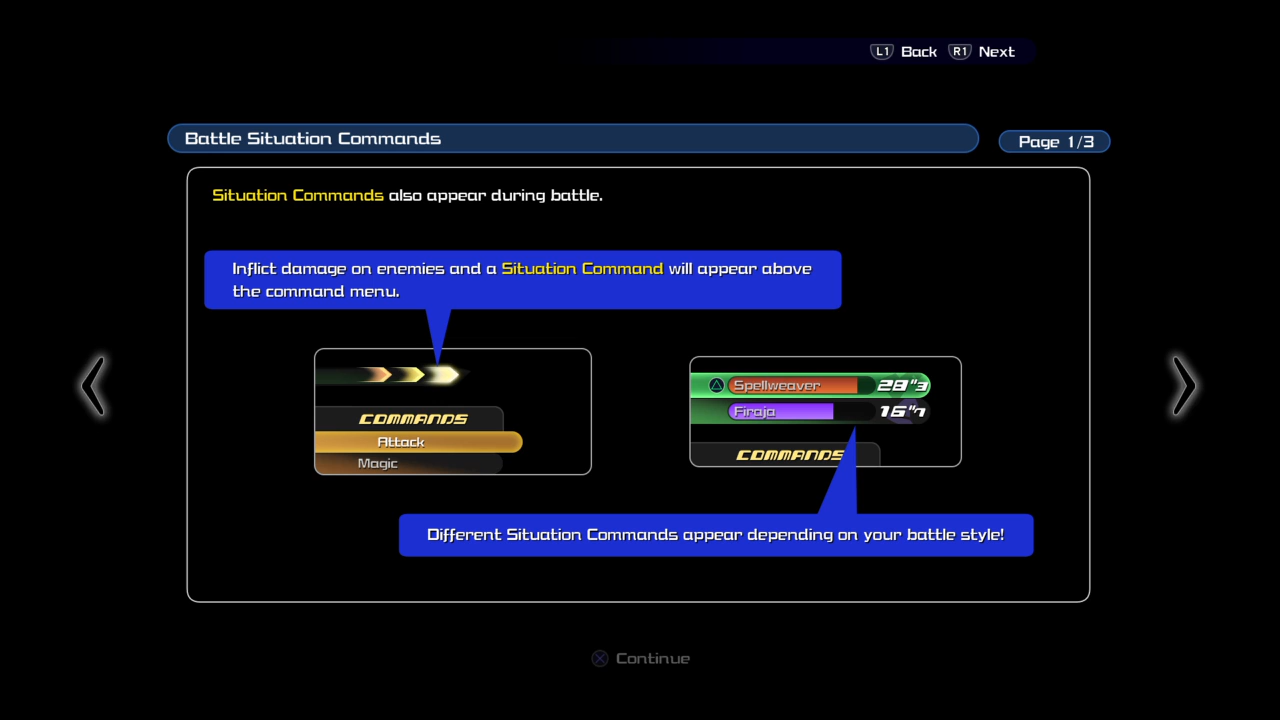 L1 Back R1 Next
Battle Situation Commands
Page 1/3
Situation Commands also appear during battle.
Inflict damage on enemies and a Situation Command will appear above
the command menu.
COMMANDS
Attack
Magic
Spellweaver 28"3
Firaja 16"7
COMMANDS
Different Situation Commands appear depending on your battle style!
Continue